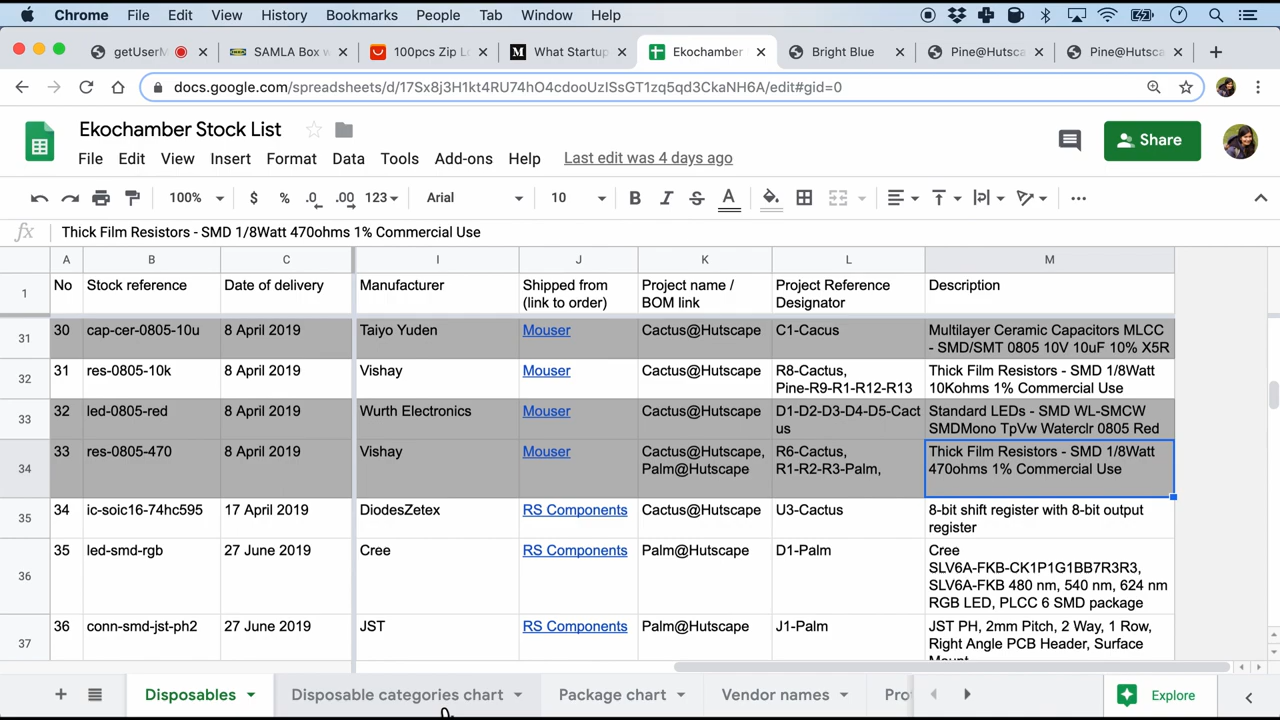 Chrome File Edit View History Bookmarks People Tab Window Help
getUserM SAMLA Box w 100pcs Zip Lo What Startup Ekochamber Bright Blue Pine@Hutsca Pine@Hutsca
docs.google.com/spreadsheets/d/17Sx8j3H1kt4RU74hO4cdooUzISsGT1zq5qd3CkaNH6A/edit#gid=0
Ekochamber Stock List
Share
File Edit View Insert Format Data Tools Add-ons Help Last edit was 4 days ago
100% $ % .0 .00 123 Arial 10 B I S A
fx Thick Film Resistors - SMD 1/8Watt 470ohms 1% Commercial Use
A B C I J K L M
1 No Stock reference Date of delivery Manufacturer Shipped from (link to order) Project name / BOM link Project Reference Designator Description
31 30 cap-cer-0805-10u 8 April 2019 Taiyo Yuden Mouser Cactus@Hutscape C1-Cacus Multilayer Ceramic Capacitors MLCC
- SMD/SMT 0805 10V 10uF 10% X5R
32 31 res-0805-10k 8 April 2019 Vishay Mouser Cactus@Hutscape R8-Cactus, Thick Film Resistors - SMD 1/8Watt
Pine-R9-R1-R12-R13 10Kohms 1% Commercial Use
33 32 led-0805-red 8 April 2019 Wurth Electronics Mouser Cactus@Hutscape D1-D2-D3-D4-D5-Cact Standard LEDs - SMD WL-SMCW
us SMDMono TpVw Waterclr 0805 Red
34 33 res-0805-470 8 April 2019 Vishay Mouser Cactus@Hutscape, R6-Cactus, Thick Film Resistors - SMD 1/8Watt
Palm@Hutscape R1-R2-R3-Palm, 470ohms 1% Commercial Use
35 34 ic-soic16-74hc595 17 April 2019 DiodesZetex RS Components Cactus@Hutscape U3-Cactus 8-bit shift register with 8-bit output
register
36 35 led-smd-rgb 27 June 2019 Cree RS Components Palm@Hutscape D1-Palm Cree
SLV6A-FKB-CK1P1G1BB7R3R3,
SLV6A-FKB 480 nm, 540 nm, 624 nm
RGB LED, PLCC 6 SMD package
37 36 conn-smd-jst-ph2 27 June 2019 JST RS Components Palm@Hutscape J1-Palm JST PH, 2mm Pitch, 2 Way, 1 Row,
Right Angle PCB Header, Surface
Mount
Disposables Disposable categories chart Package chart Vendor names Pro Explore